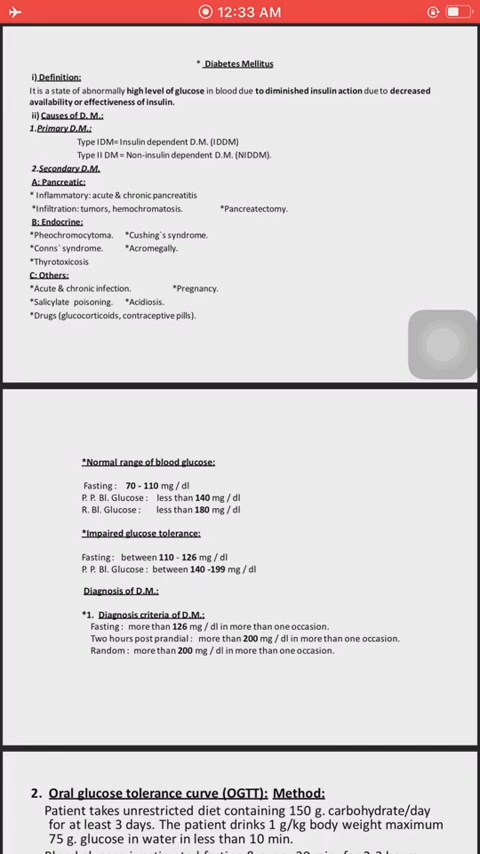 12:33 AM
* Diabetes Mellitus
i) Definition:
It is a state of abnormally high level of glucose in blood due to diminished insulin action due to decreased
availability or effectiveness of insulin.
ii) Causes of D. M.:
1.Primary D.M.:
Type IDM= Insulin dependent D.M. (IDDM)
Type II DM = Non-insulin dependent D.M. (NIDDM).
2.Secondary D.M.
A: Pancreatic:
* Inflammatory: acute & chronic pancreatitis
*Infiltration: tumors, hemochromatosis. *Pancreatectomy.
B: Endocrine:
*Pheochromocytoma. *Cushing`s syndrome.
*Conns` syndrome. *Acromegally.
*Thyrotoxicosis
C: Others:
*Acute & chronic infection. *Pregnancy.
*Salicylate poisoning. *Acidiosis.
*Drugs (glucocorticoids, contraceptive pills).
*Normal range of blood glucose:
Fasting : 70 - 110 mg / dl
P. P. Bl. Glucose : less than 140 mg / dl
R. Bl. Glucose : less than 180 mg / dl
*Impaired glucose tolerance:
Fasting : between 110 - 126 mg / dl
P. P. Bl. Glucose : between 140 -199 mg / dl
Diagnosis of D.M.:
*1. Diagnosis criteria of D.M.:
Fasting : more than 126 mg / dl in more than one occasion.
Two hours post prandial : more than 200 mg / dl in more than one occasion.
Random : more than 200 mg / dl in more than one occasion.
2. Oral glucose tolerance curve (OGTT): Method:
Patient takes unrestricted diet containing 150 g. carbohydrate/day
for at least 3 days. The patient drinks 1 g/kg body weight maximum
75 g. glucose in water in less than 10 min.